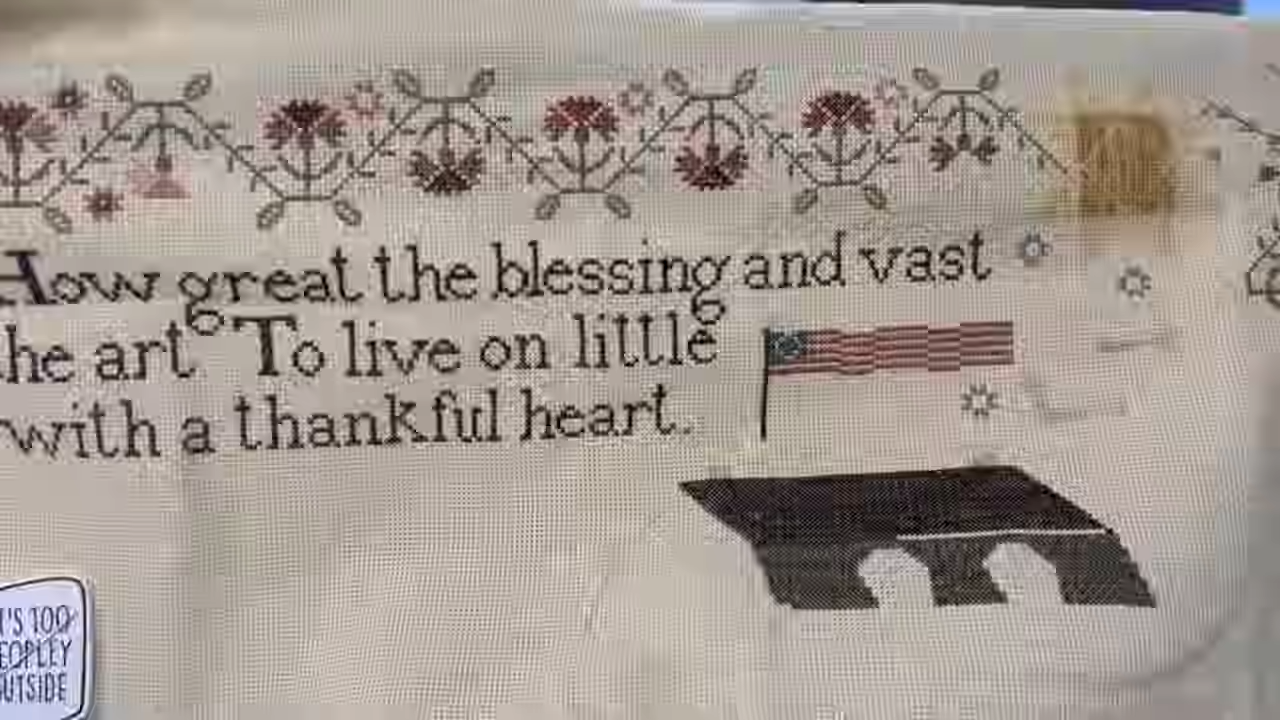 How great the blessing and vast
he art To live on little
with a thankful heart.
I'S TOO
EOPLEY
UTSIDE